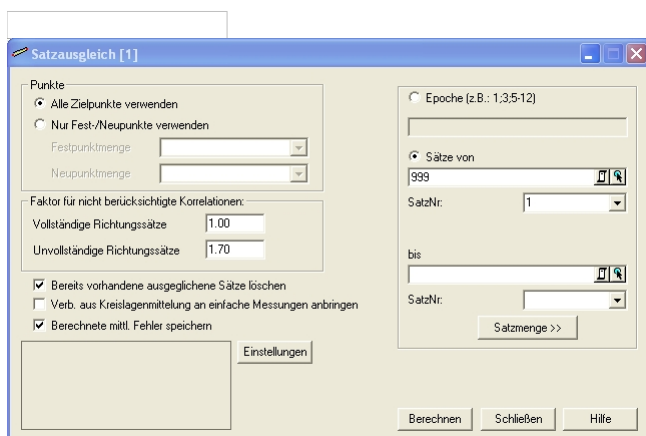 Satzausgleich [1]
Punkte
Alle Zielpunkte verwenden
Nur Fest-/Neupunkte verwenden
Festpunktmenge
Neupunktmenge
Faktor für nicht berücksichtigte Korrelationen:
Vollständige Richtungssätze 1.00
Unvollständige Richtungssätze 1.70
Bereits vorhandene ausgeglichene Sätze löschen
Verb. aus Kreislagenmittelung an einfache Messungen anbringen
Berechnete mittl. Fehler speichern
Einstellungen
Epoche (z.B.: 1;3;5-12)
Sätze von
999
SatzNr: 1
bis
SatzNr:
Satzmenge >>
Berechnen Schließen Hilfe